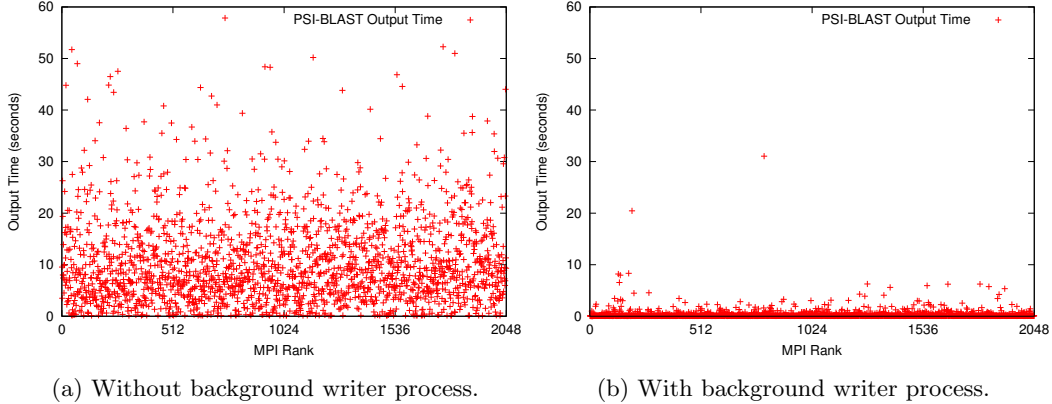 PSI-BLAST Output Time
Output Time (seconds)
60
50
40
30
20
10
0
0 512 1024 1536 2048
MPI Rank
(a) Without background writer process.
PSI-BLAST Output Time
Output Time (seconds)
60
50
40
30
20
10
0
0 512 1024 1536 2048
MPI Rank
(b) With background writer process.